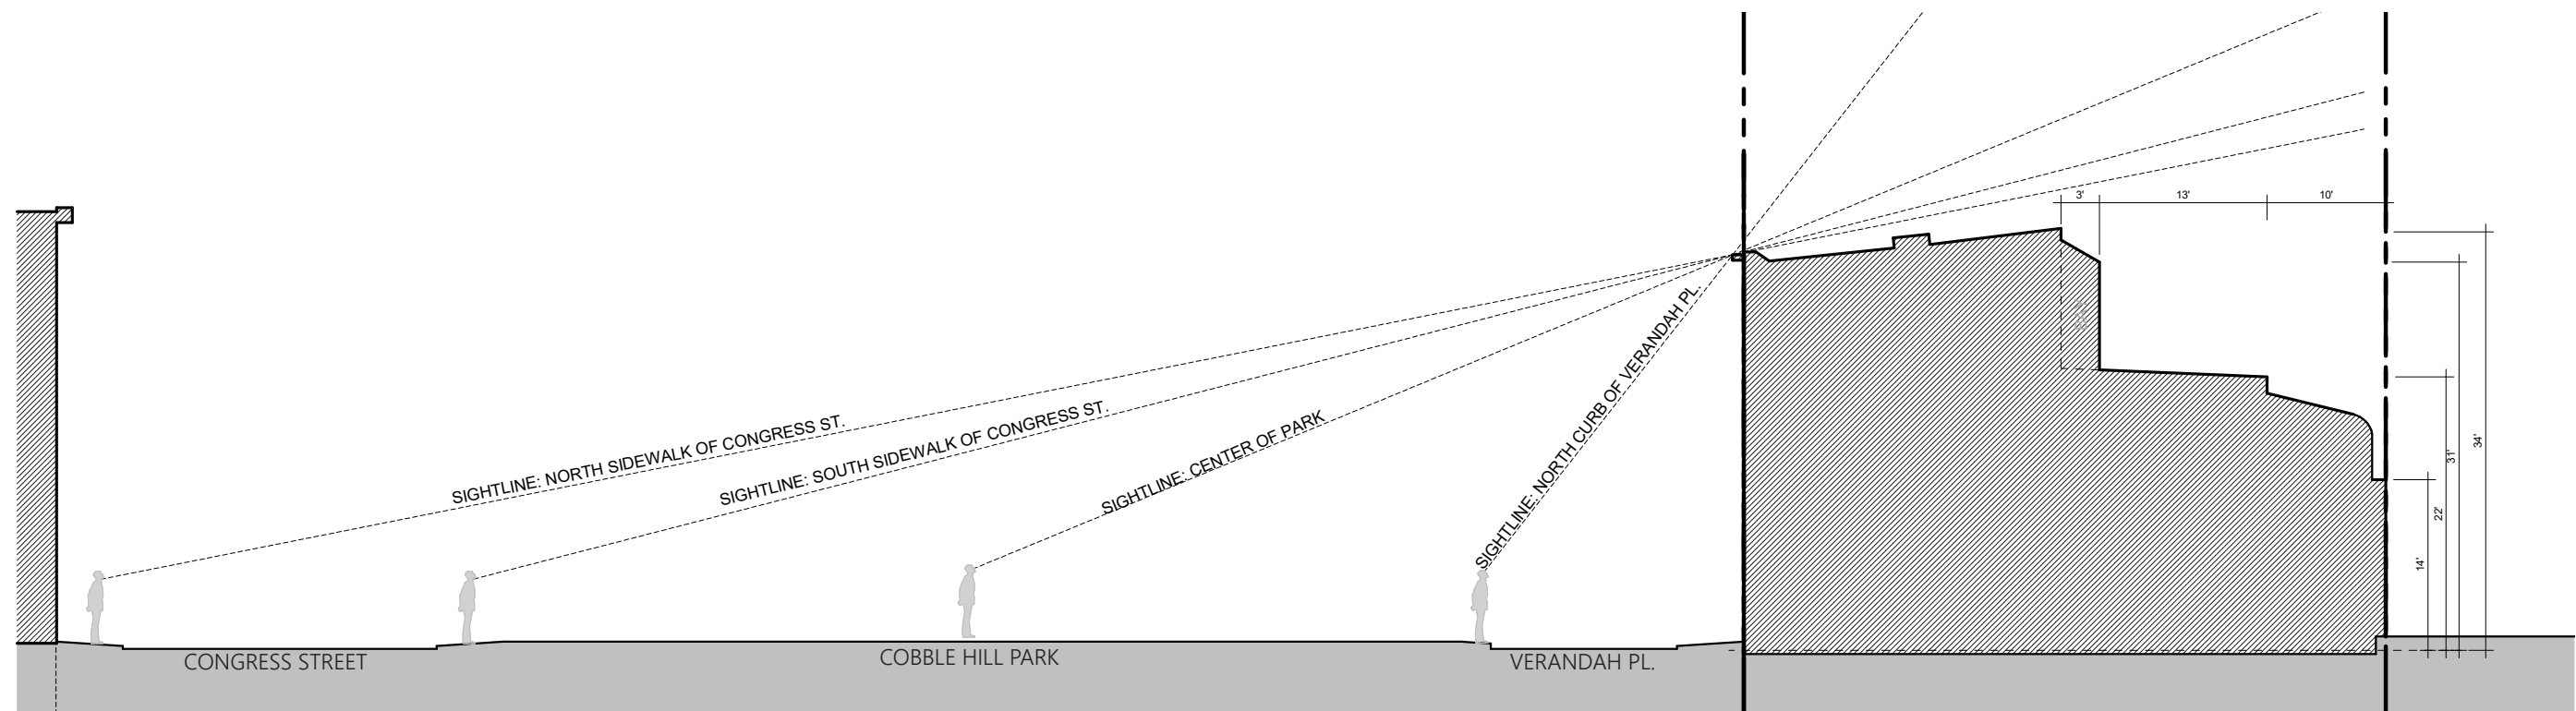 3'
13'
10'
SIGHTLINE: NORTH SIDEWALK OF CONGRESS ST.
SIGHTLINE: SOUTH SIDEWALK OF CONGRESS ST.
SIGHTLINE: CENTER OF PARK
SIGHTLINE: NORTH CURB OF VERANDAH PL.
14'
22'
31'
34'
CONGRESS STREET
COBBLE HILL PARK
VERANDAH PL.